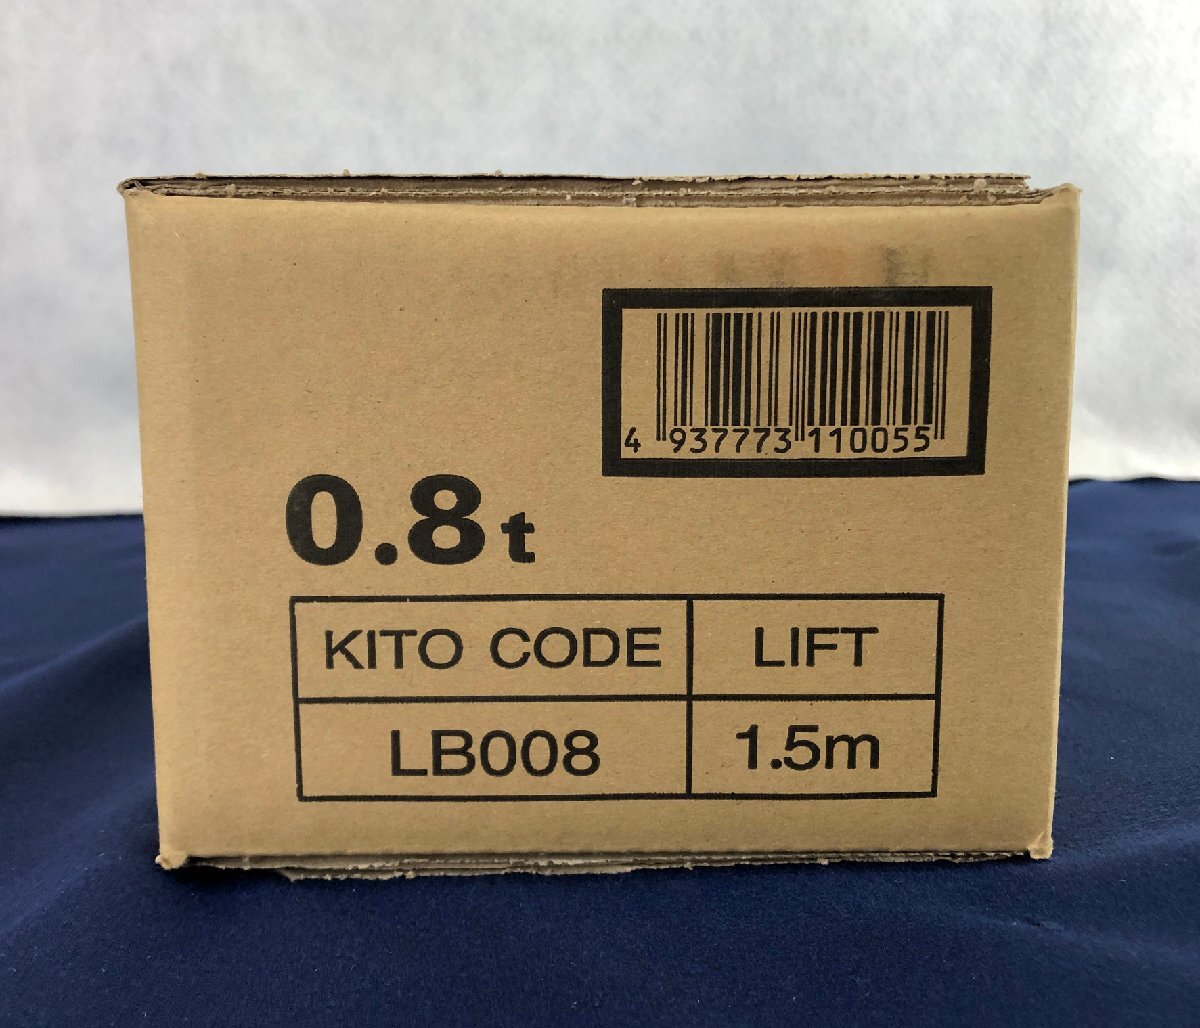 4 937773 110055
0.8t
KITO CODE LIFT
LB008 1.5m